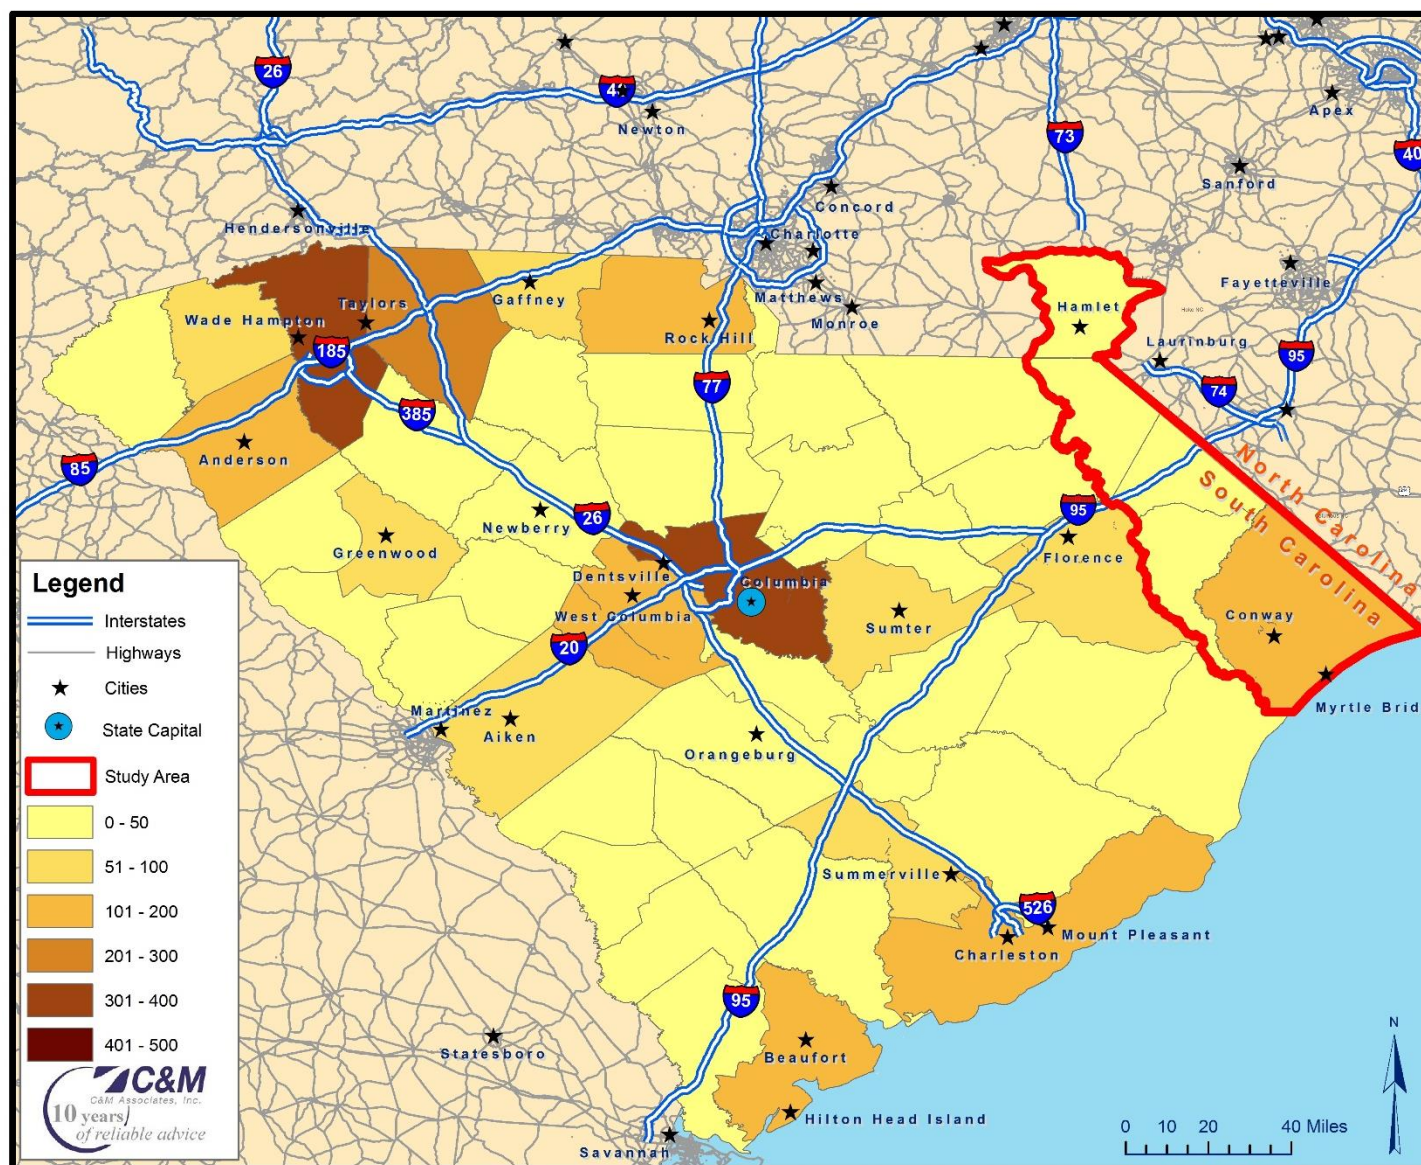 26
4
Newton
73
Apex
40
Sanford
Concord
Hendersonville
Charlotte
Fayetteville
Matthews
Monroe
Gaffney
Taylors
Wade Hampton
Rock Hill
Hamlet
Hoke NC
Laurinburg
95
185
77
74
385
Anderson
85
North Carolina
South Carolina
Newberry
26
95
Greenwood
Florence
Dentsville
Columbia
West Columbia
Sumter
Conway
20
Martinez
Aiken
Myrtle Brid
Orangeburg
Summerville
526
Mount Pleasant
Charleston
95
Statesboro
Beaufort
Hilton Head Island
Savannah
Legend
Interstates
Highways
Cities
State Capital
Study Area
0 - 50
51 - 100
101 - 200
201 - 300
301 - 400
401 - 500
C&M
C&M Associates, Inc.
10 years
of reliable advice
N
0 10 20 40 Miles